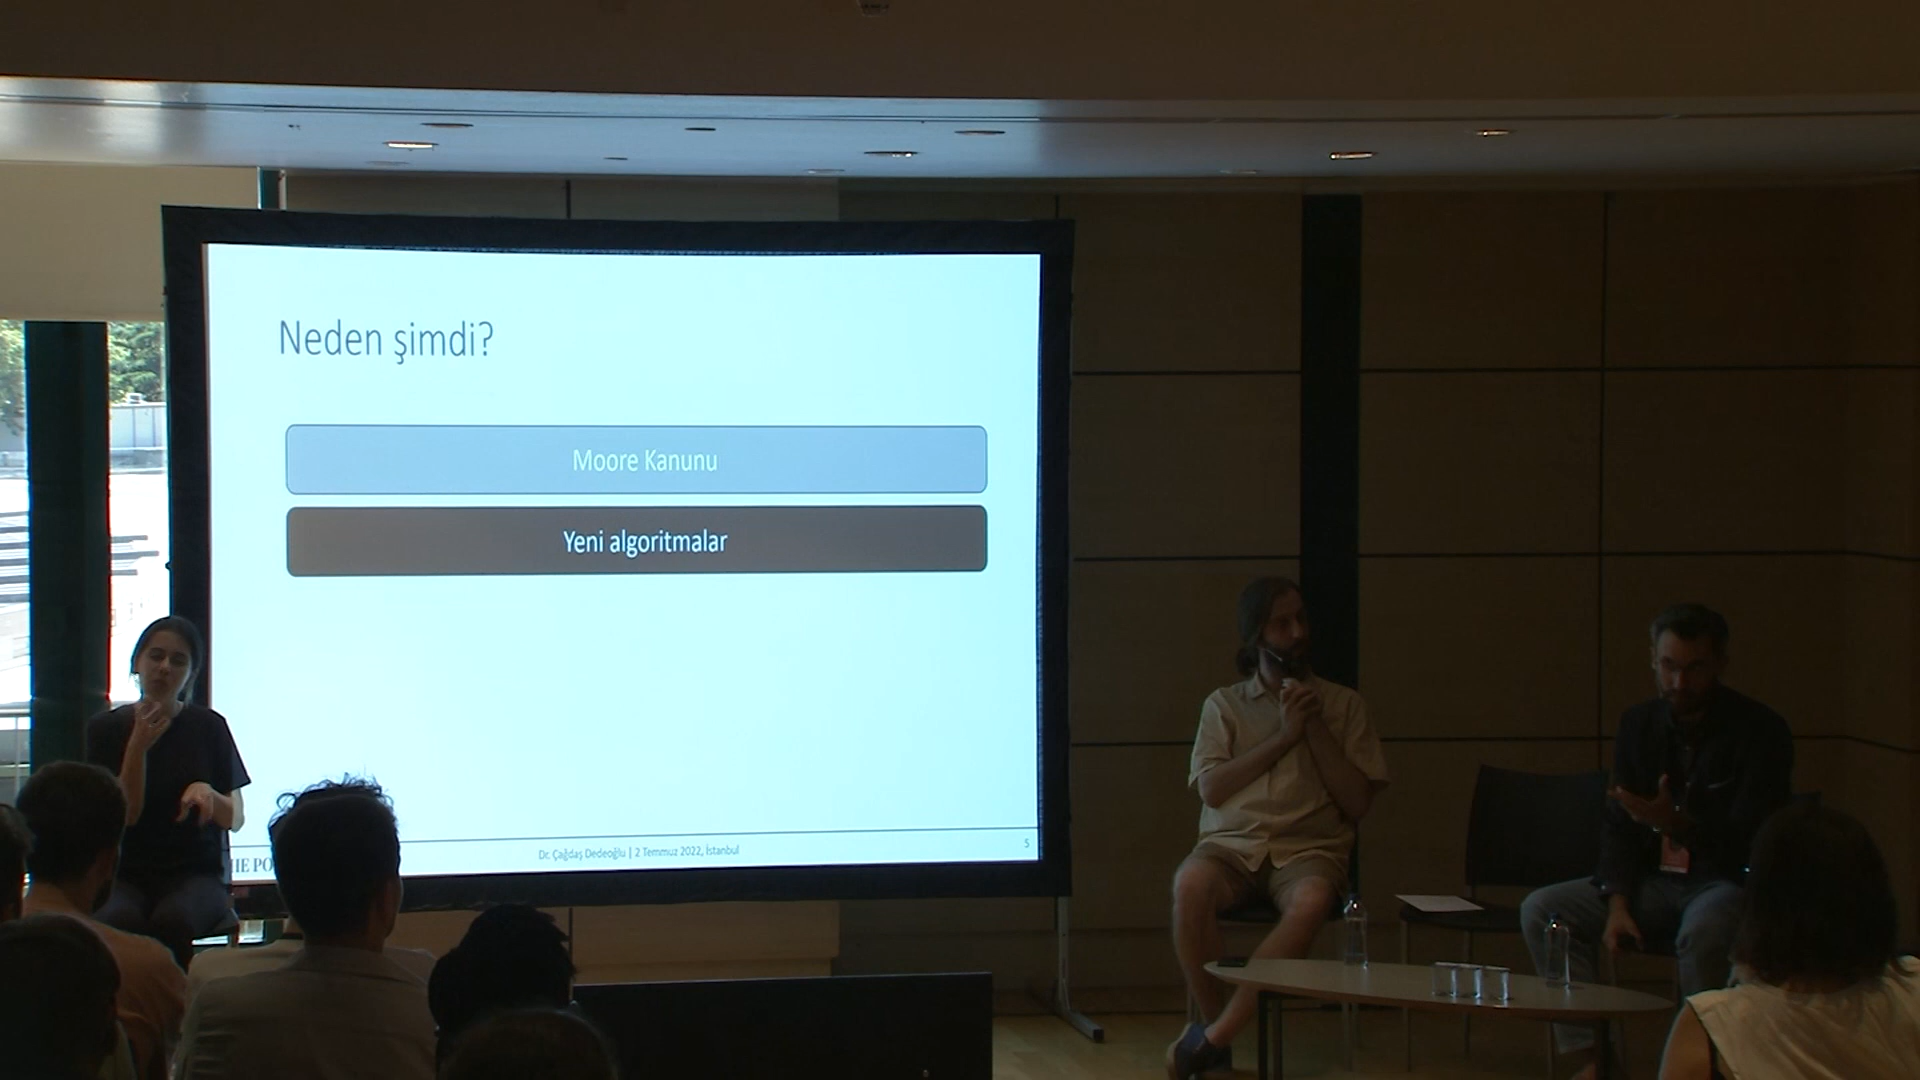 Neden şimdi?
Moore Kanunu
Yeni algoritmalar
Dr. Çağdaş Dedeoğlu | 2 Temmuz 2022, İstanbul
5